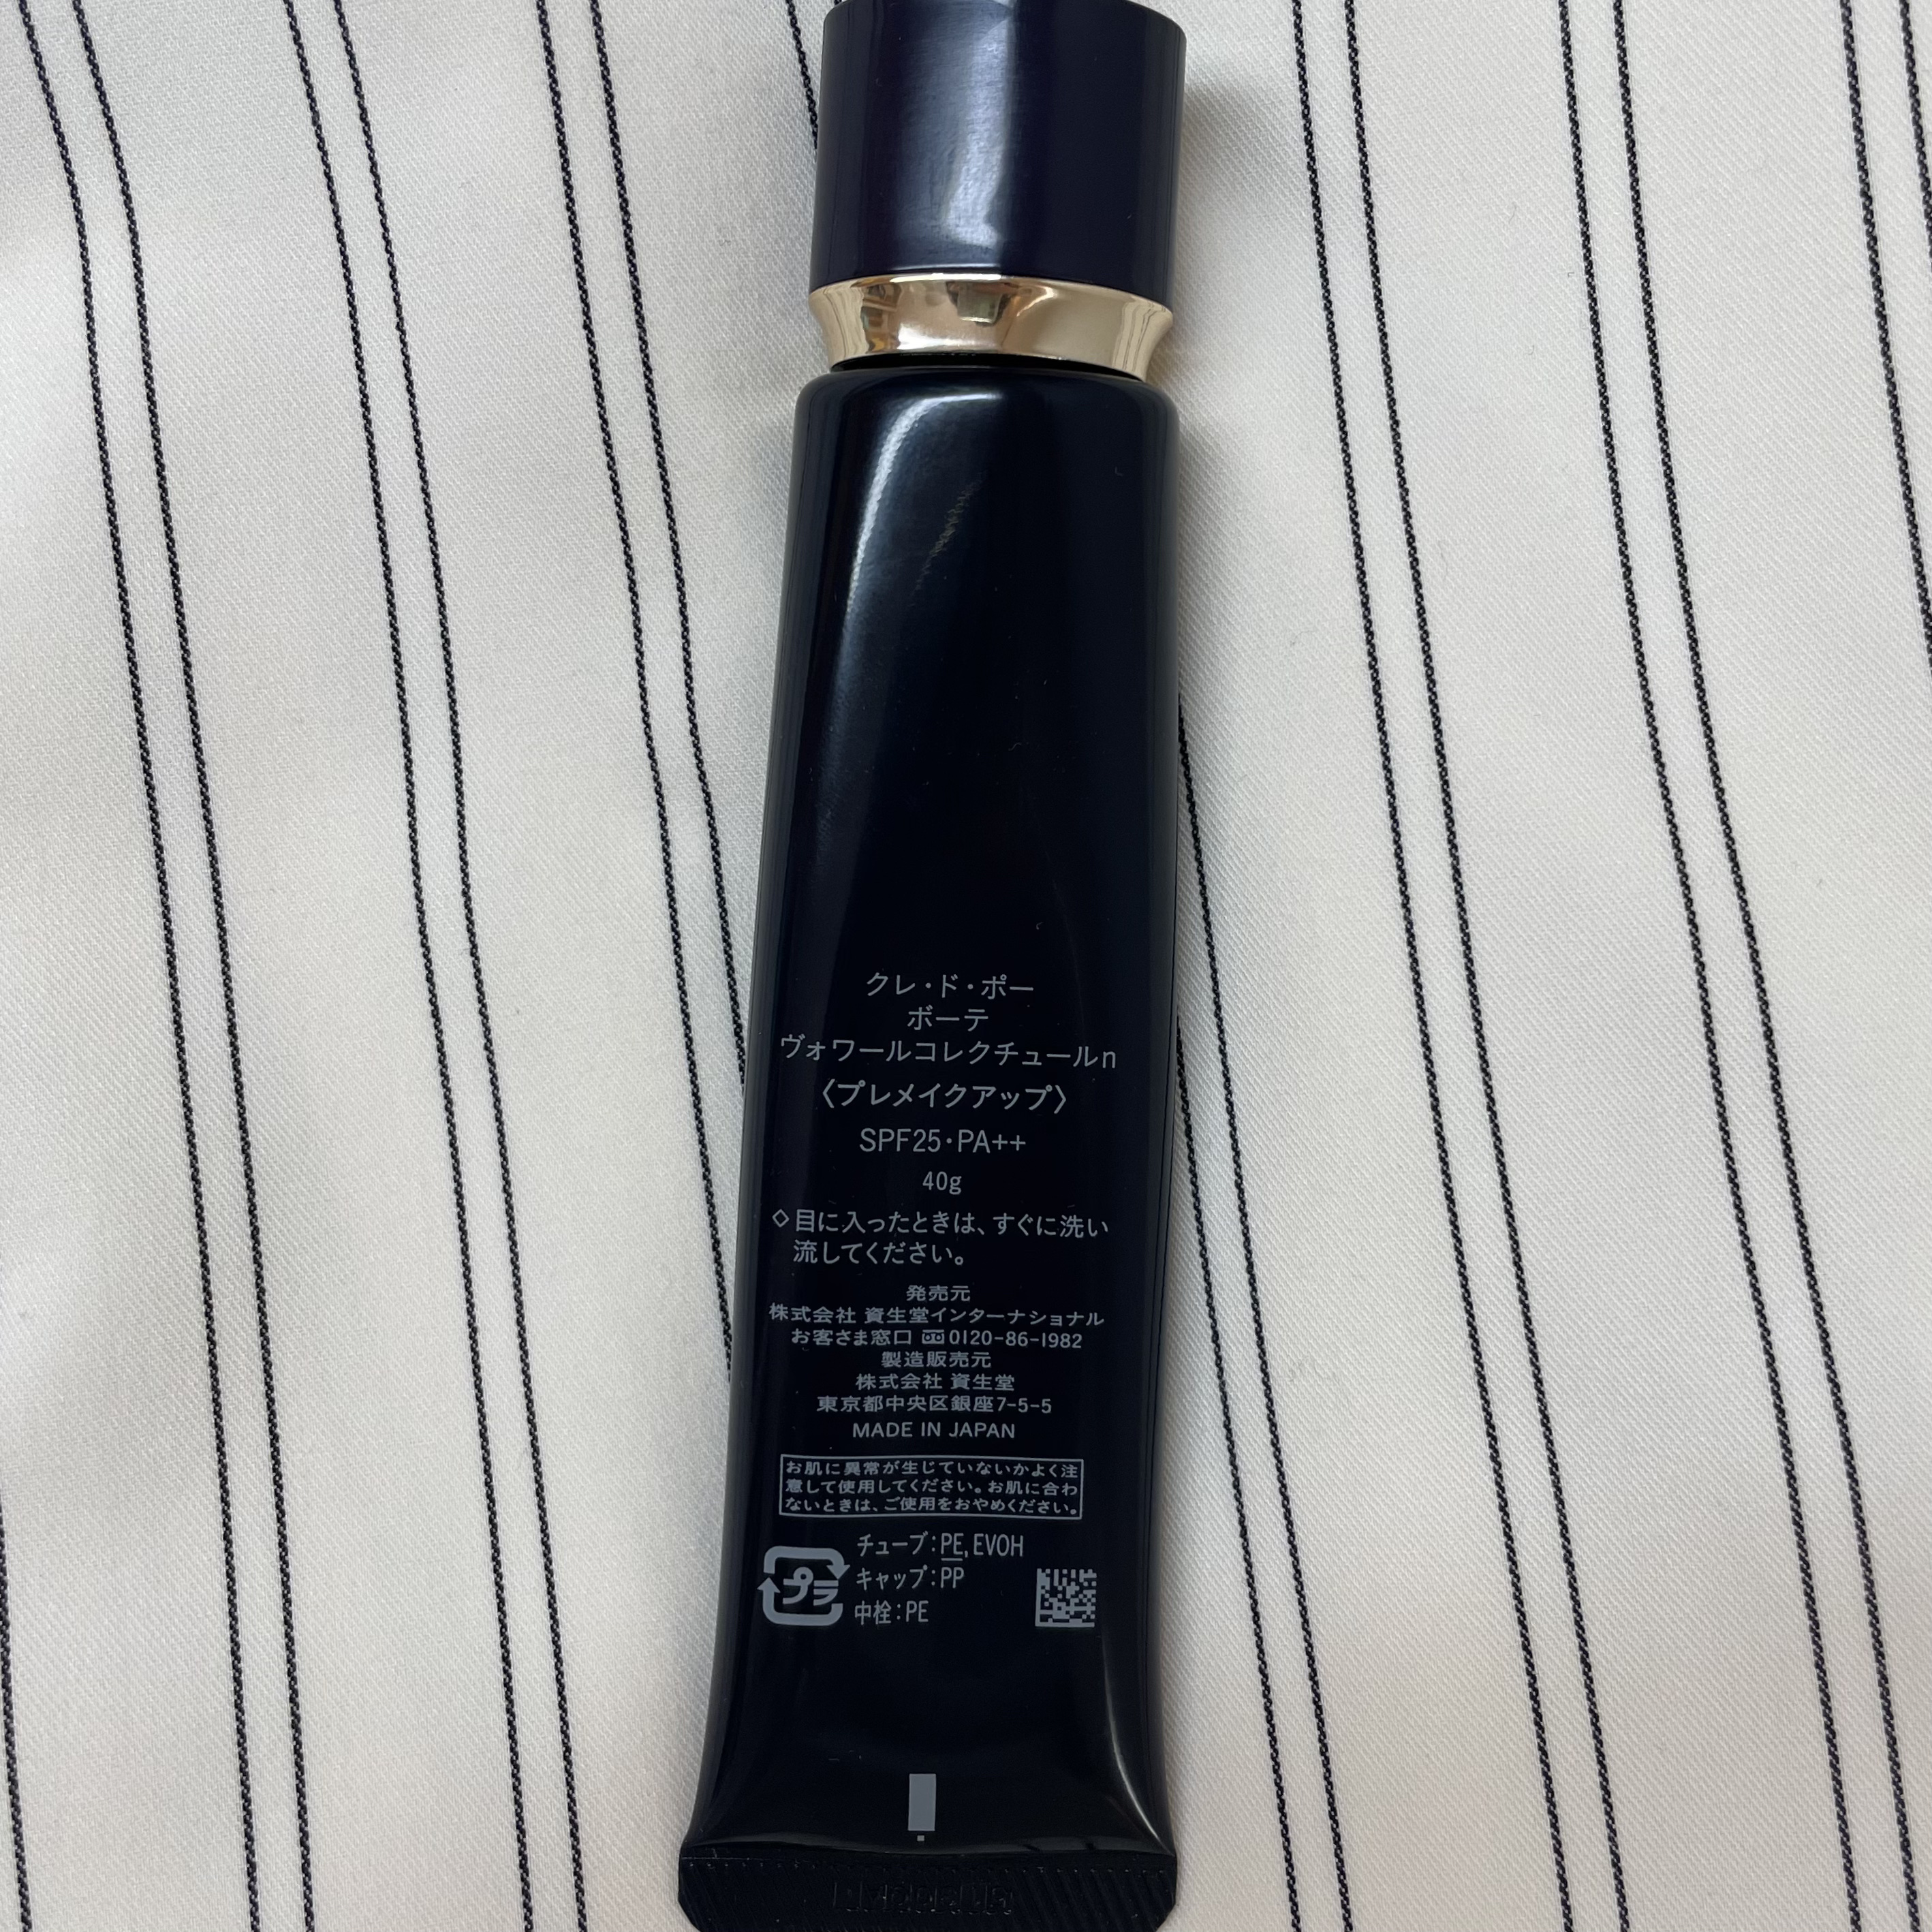 クレ・ド・ポー
ボーテ
ヴォワールコレクチュールn
〈プレメイクアップ〉
SPF25・PA++
40g
◇目に入ったときは、すぐに洗い
流してください。
発売元
株式会社 資生堂インターナショナル
お客さま窓口 0120-86-1982
製造販売元
株式会社 資生堂
東京都中央区銀座7-5-5
MADE IN JAPAN
お肌に異常が生じていないかよく注
意して使用してください。お肌に合わ
ないときは、ご使用をおやめください。
プラ
チューブ：PE, EVOH
キャップ：PP
中栓：PE